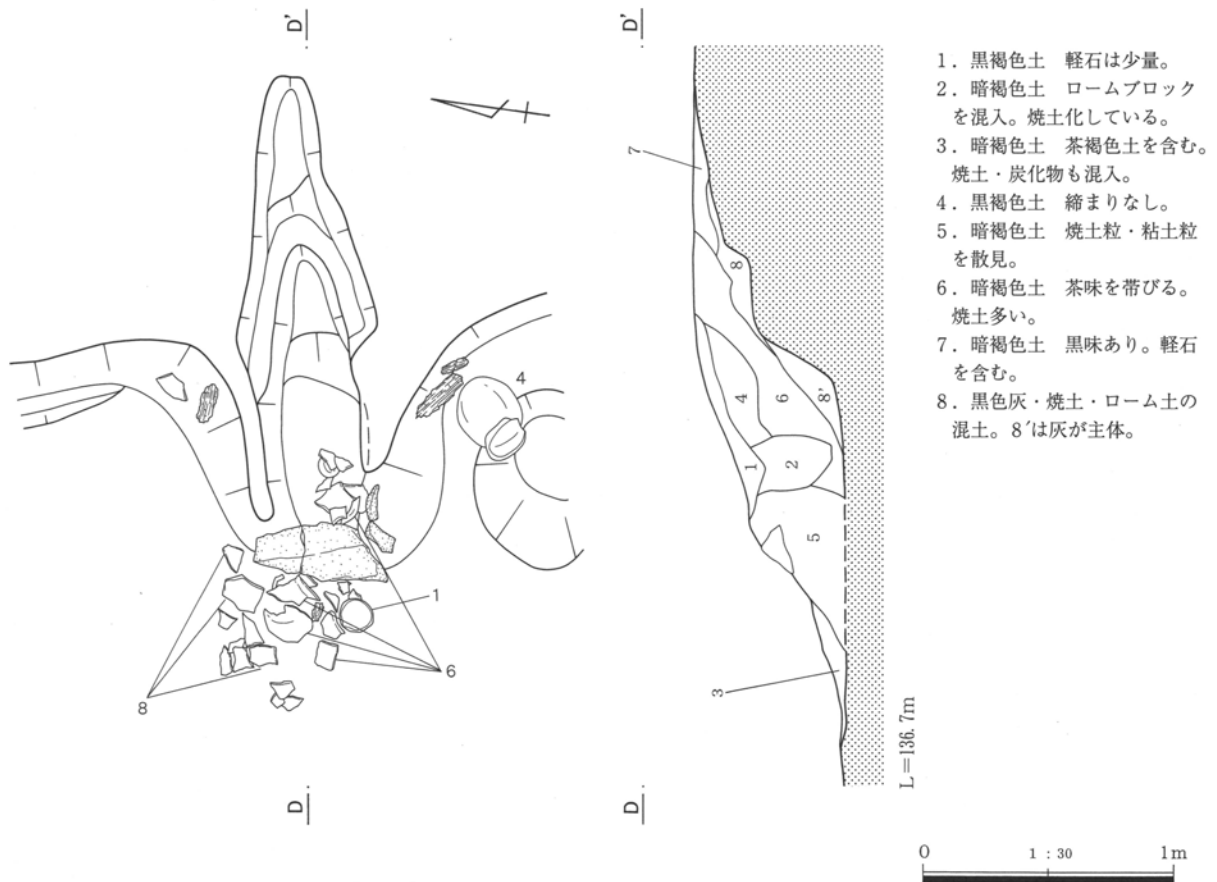 D'
D'
7
8
4
6
8'
1
2
5
3
4
1
6
8
D
D
L=136.7m
1．黒褐色土　軽石は少量。
2．暗褐色土　ロームブロック
を混入。焼土化している。
3．暗褐色土　茶褐色土を含む。
焼土・炭化物も混入。
4．黒褐色土　締まりなし。
5．暗褐色土　焼土粒・粘土粒
を散見。
6．暗褐色土　茶味を帯びる。
焼土多い。
7．暗褐色土　黒味あり。軽石
を含む。
8．黒色灰・焼土・ローム土の
混土。8´は灰が主体。
0 1：30 1m